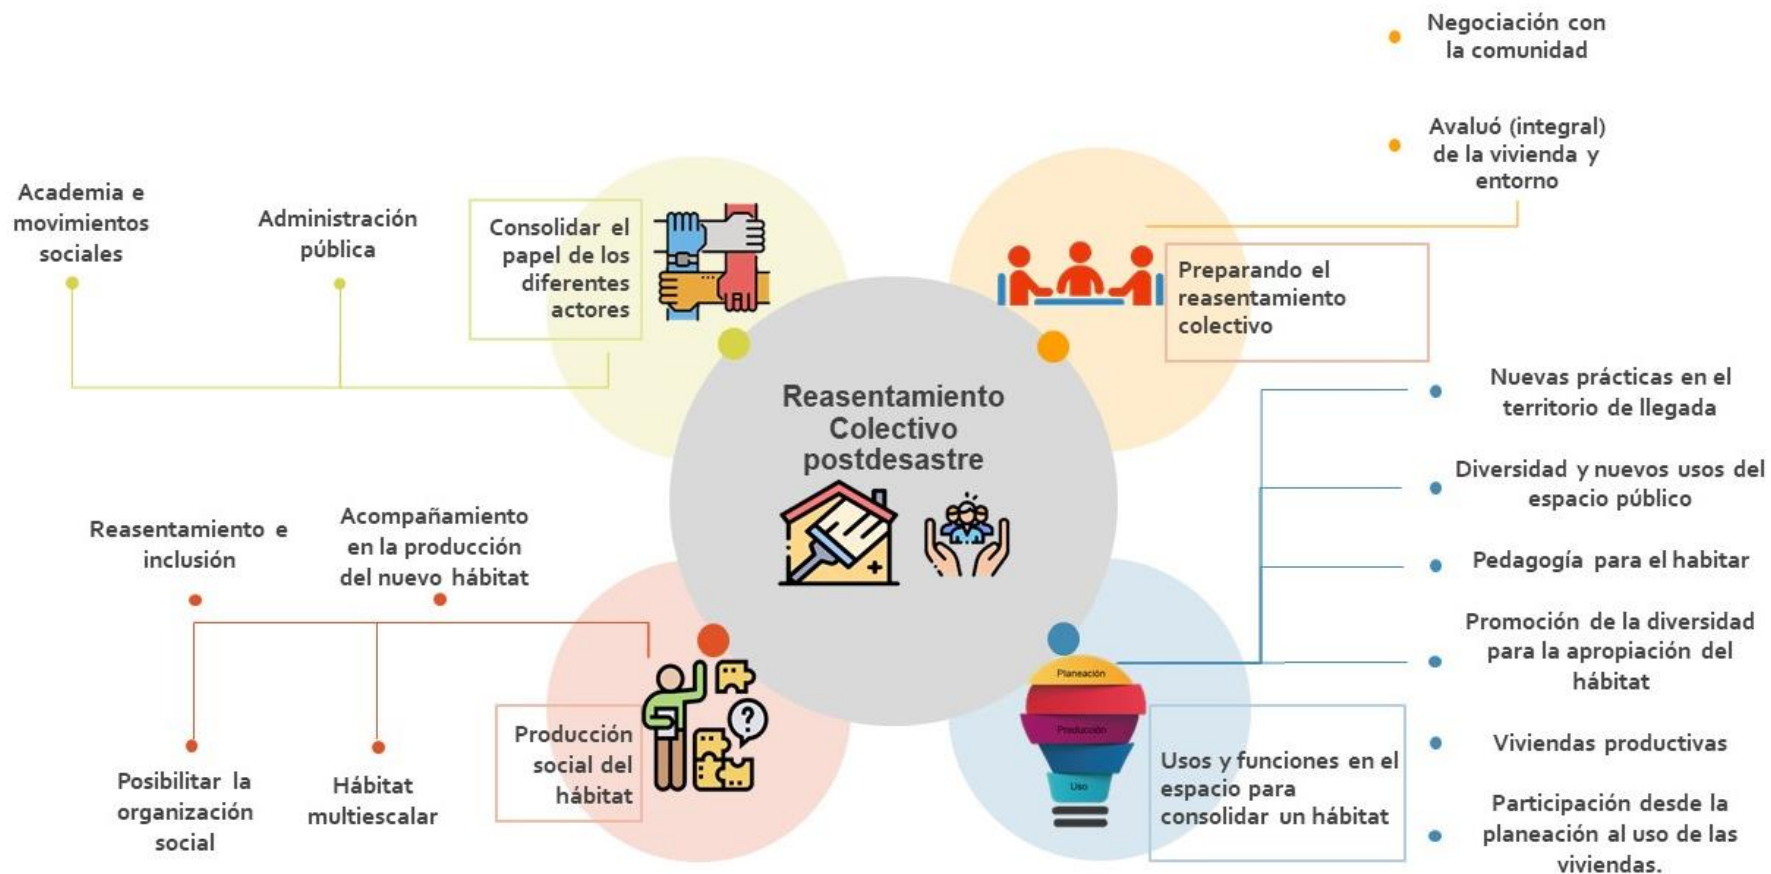 Negociación con
la comunidad
Avaluó (integral)
de la vivienda y
entorno
Academia e
movimientos
sociales
Administración
pública
Consolidar el
papel de los
diferentes
actores
Preparando el
reasentamiento
colectivo
Reasentamiento
Colectivo
postdesastre
Nuevas prácticas en el
territorio de llegada
Diversidad y nuevos usos del
espacio público
Pedagogía para el habitar
Promoción de la diversidad
para la apropiación del
hábitat
Viviendas productivas
Participación desde la
planeación al uso de las
viviendas.
Reasentamiento e
inclusión
Acompañamiento
en la producción
del nuevo hábitat
Posibilitar la
organización
social
Hábitat
multiescalar
Producción
social del
hábitat
?
Planeación
Producción
Uso
Usos y funciones en el
espacio para
consolidar un hábitat